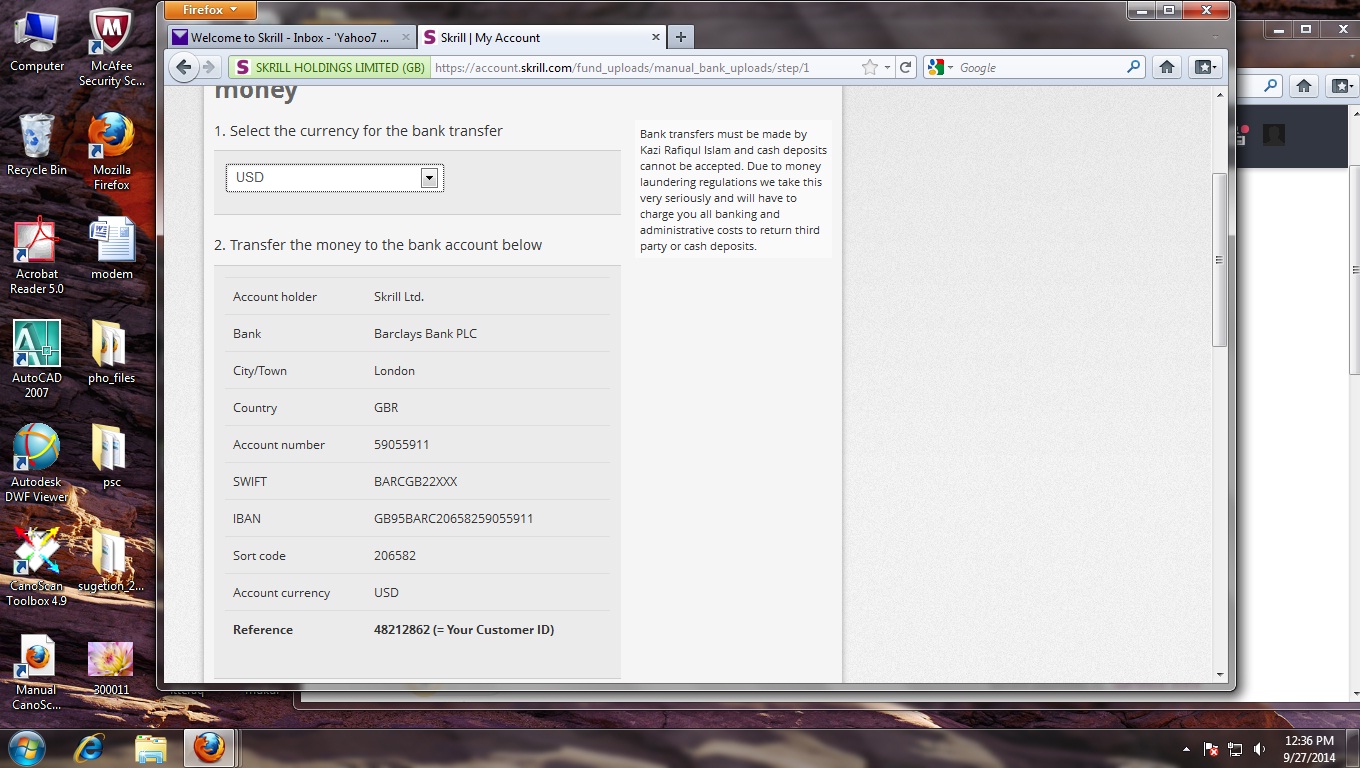 Firefox
Welcome to Skrill - Inbox - 'Yahoo7 ...
Skrill | My Account
SKRILL HOLDINGS LIMITED (GB)
https://account.skrill.com/fund_uploads/manual_bank_uploads/step/1
Google
money
1. Select the currency for the bank transfer
USD
2. Transfer the money to the bank account below
Account holder Skrill Ltd.
Bank Barclays Bank PLC
City/Town London
Country GBR
Account number 59055911
SWIFT BARCGB22XXX
IBAN GB95BARC20658259055911
Sort code 206582
Account currency USD
Reference 48212862 (= Your Customer ID)
Bank transfers must be made by
Kazi Rafiqul Islam and cash deposits
cannot be accepted. Due to money
laundering regulations we take this
very seriously and will have to
charge you all banking and
administrative costs to return third
party or cash deposits.
Computer
McAfee
Security Sc...
Recycle Bin
Mozilla
Firefox
Acrobat
Reader 5.0
modem
AutoCAD
2007
pho_files
Autodesk
DWF Viewer
psc
CanoScan
Toolbox 4.9
sugetion_2...
Manual
CanoSc...
300011
12:36 PM
9/27/2014